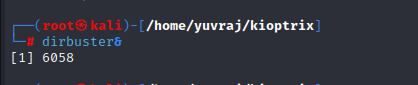 ┌──(root㉿kali)-[/home/yuvraj/kioptrix]
└─# dirbuster&
[1] 6058